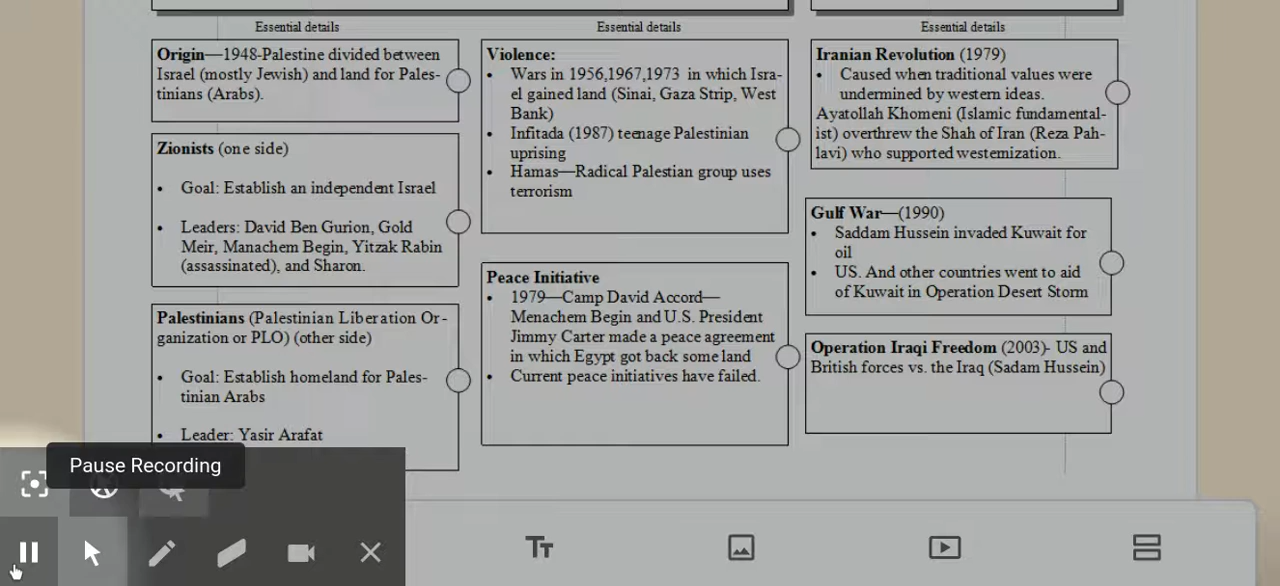 Essential details
Origin—1948-Palestine divided between
Israel (mostly Jewish) and land for Pales-
tinians (Arabs).
Zionists (one side)
• Goal: Establish an independent Israel
• Leaders: David Ben Gurion, Gold
Meir, Manachem Begin, Yitzak Rabin
(assassinated), and Sharon.
Palestinians (Palestinian Liberation Or-
ganization or PLO) (other side)
• Goal: Establish homeland for Pales-
tinian Arabs
• Leader: Yasir Arafat
Essential details
Violence:
• Wars in 1956,1967,1973 in which Isra-
el gained land (Sinai, Gaza Strip, West
Bank)
• Infitada (1987) teenage Palestinian
uprising
• Hamas—Radical Palestian group uses
terrorism
Peace Initiative
• 1979—Camp David Accord—
Menachem Begin and U.S. President
Jimmy Carter made a peace agreement
in which Egypt got back some land
• Current peace initiatives have failed.
Essential details
Iranian Revolution (1979)
• Caused when traditional values were
undermined by western ideas.
Ayatollah Khomeni (Islamic fundamental-
ist) overthrew the Shah of Iran (Reza Pah-
lavi) who supported westernization.
Gulf War—(1990)
• Saddam Hussein invaded Kuwait for
oil
• US. And other countries went to aid
of Kuwait in Operation Desert Storm
Operation Iraqi Freedom (2003)- US and
British forces vs. the Iraq (Sadam Hussein)
Pause Recording
Tт